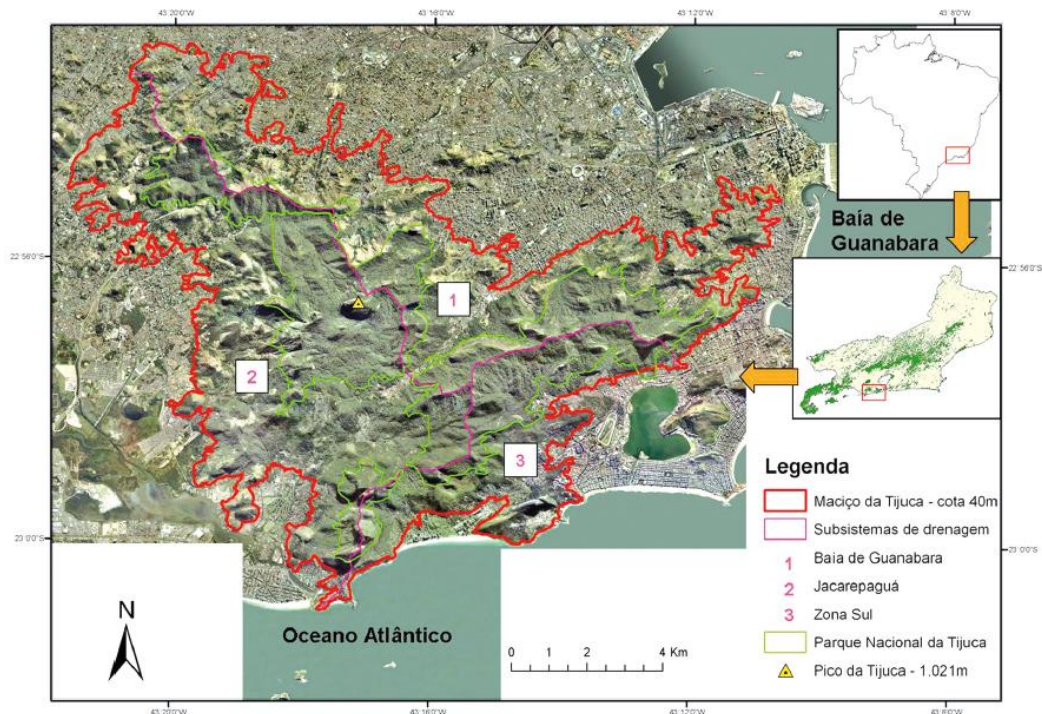 43°20'0"W
43°16'0"W
43°12'0"W
43°8'0"W
Baía de
Guanabara
22°56'0"S
22°56'0"S
1
2
3
Legenda
Maciço da Tijuca - cota 40m
Subsistemas de drenagem
1 Baía de Guanabara
2 Jacarepaguá
3 Zona Sul
Parque Nacional da Tijuca
Pico da Tijuca - 1.021m
23°0'0"S
23°0'0"S
N
Oceano Atlântico
0 1 2 4 Km
43°20'0"W
43°16'0"W
43°12'0"W
43°8'0"W